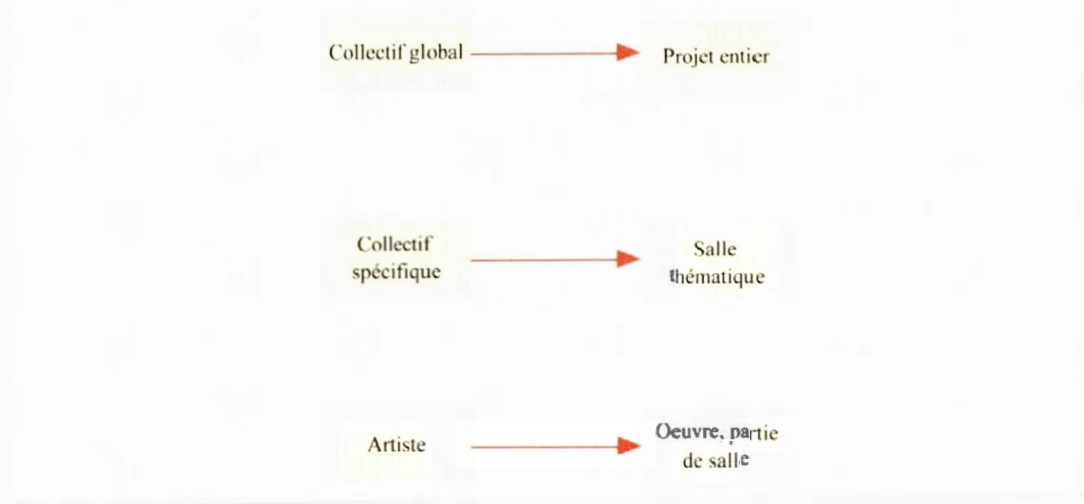 Collectif global
Projet entier
Collectif
spécifique
Salle
thématique
Artiste
Oeuvre, partie
de salle